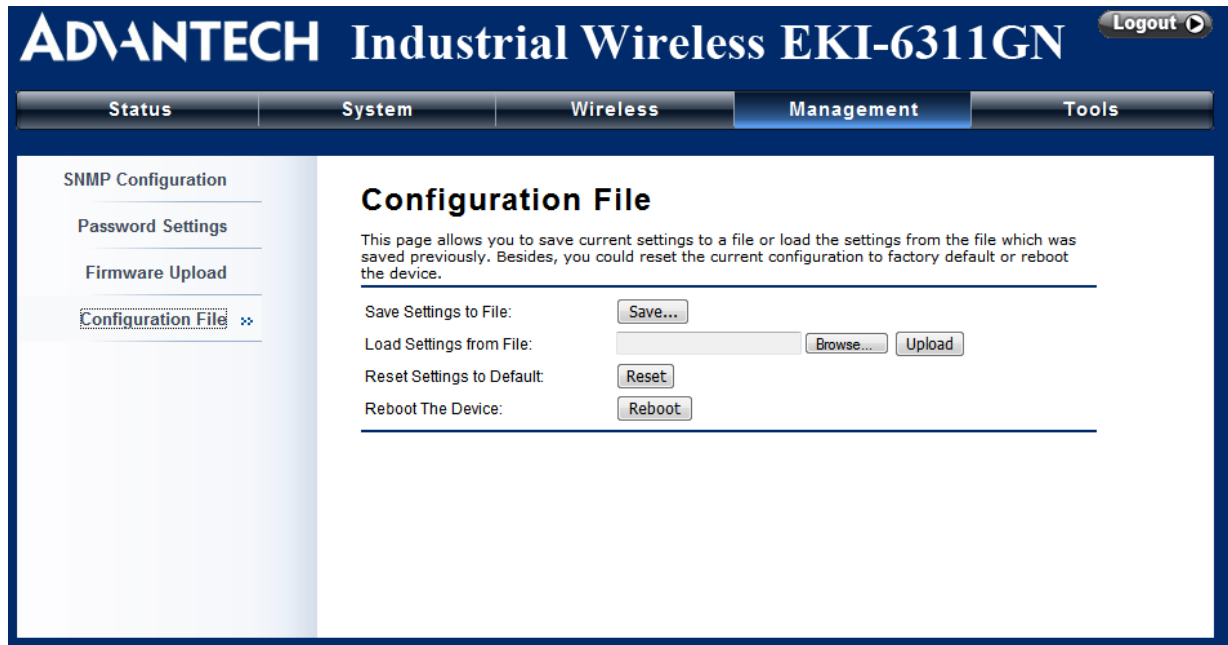 ADVANTECH Industrial Wireless EKI-6311GN
Logout
Status System Wireless Management Tools
SNMP Configuration
Password Settings
Firmware Upload
Configuration File »
Configuration File
This page allows you to save current settings to a file or load the settings from the file which was
saved previously. Besides, you could reset the current configuration to factory default or reboot
the device.
Save Settings to File: Save...
Load Settings from File: Browse... Upload
Reset Settings to Default: Reset
Reboot The Device: Reboot